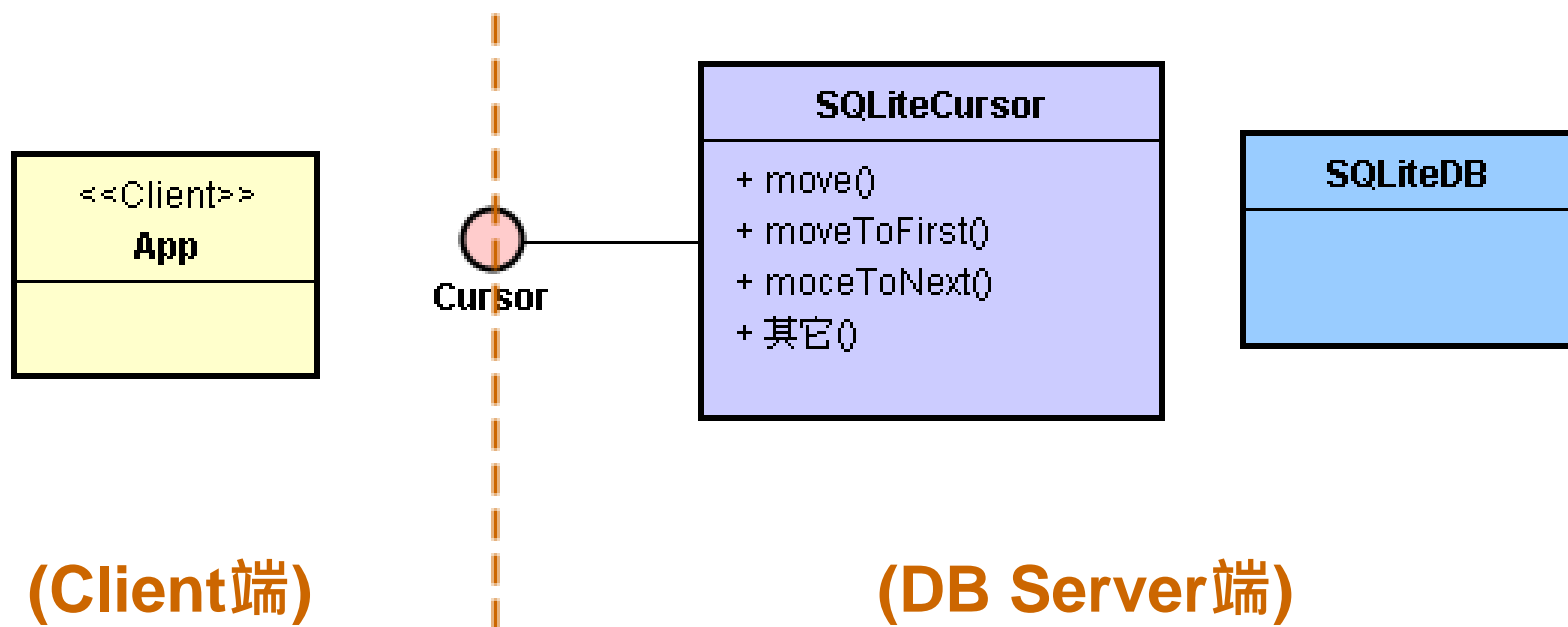 <<Client>>
App
Cursor
SQLiteCursor
+ move()
+ moveToFirst()
+ moceToNext()
+ 其它()
SQLiteDB
(Client端)
(DB Server端)